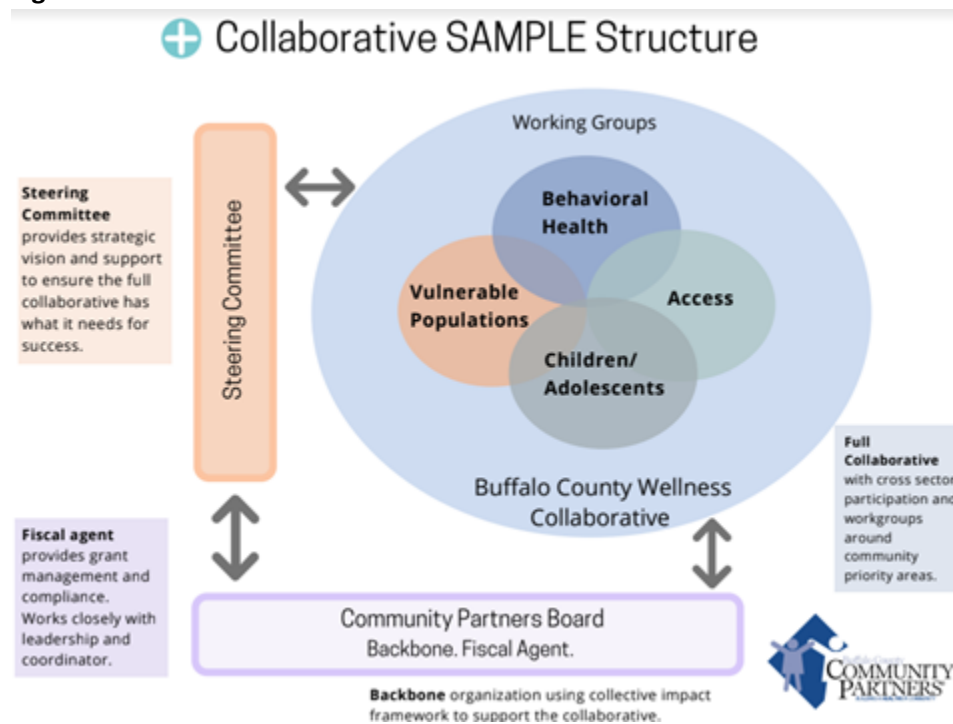 Collaborative SAMPLE Structure
Working Groups
Behavioral
Health
Vulnerable
Populations
Access
Children/
Adolescents
Buffalo County Wellness
Collaborative
Steering Committee
Steering
Committee
provides strategic
vision and support
to ensure the full
collaborative has
what it needs for
success.
Fiscal agent
provides grant
management and
compliance.
Works closely with
leadership and
coordinator.
Full
Collaborative
with cross sector
participation and
workgroups
around
community
priority areas.
Community Partners Board
Backbone. Fiscal Agent.
Backbone organization using collective impact
framework to support the collaborative.
Buffalo County
COMMUNITY
PARTNERS